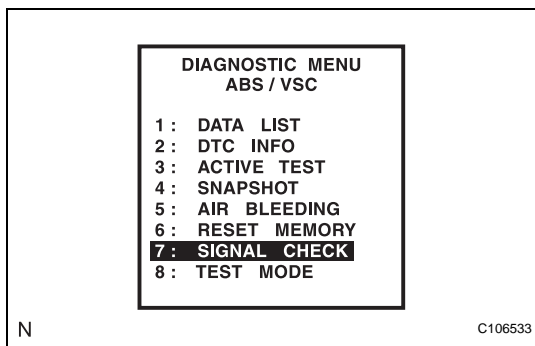 DIAGNOSTIC MENU
ABS / VSC
1 : DATA LIST
2 : DTC INFO
3 : ACTIVE TEST
4 : SNAPSHOT
5 : AIR BLEEDING
6 : RESET MEMORY
7 : SIGNAL CHECK
8 : TEST MODE
N C106533